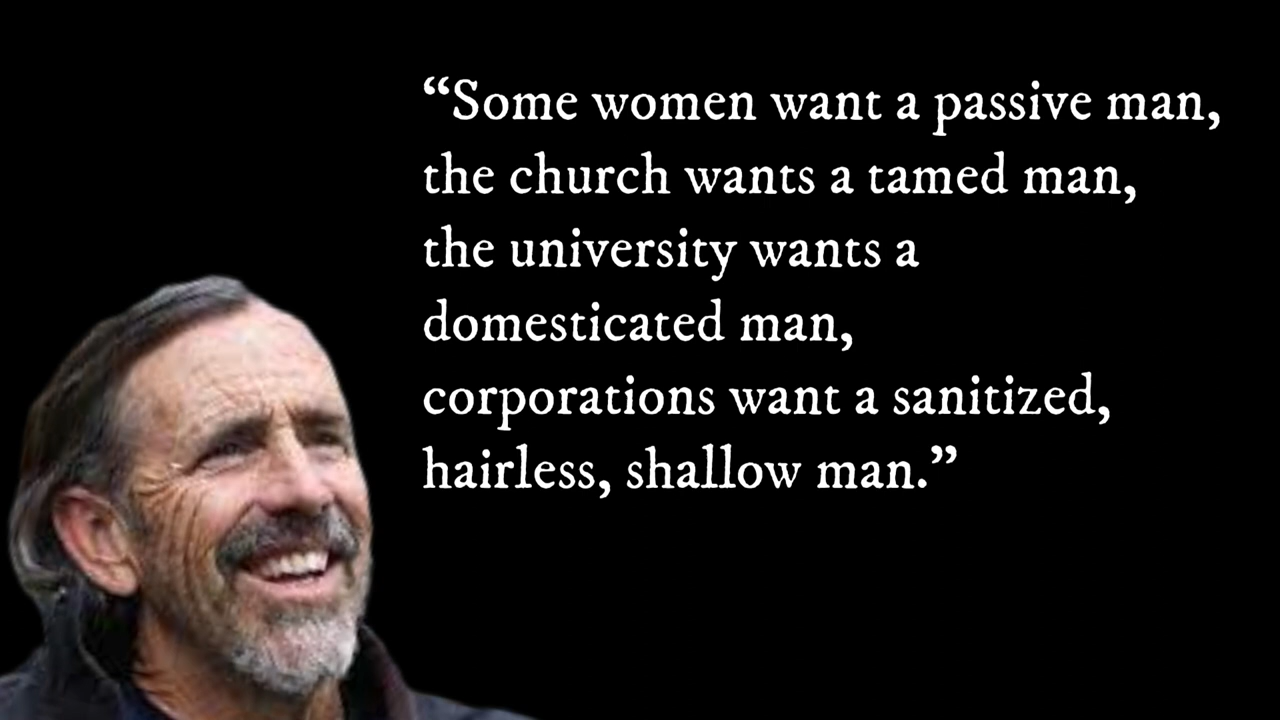 “Some women want a passive man,
the church wants a tamed man,
the university wants a
domesticated man,
corporations want a sanitized,
hairless, shallow man.”